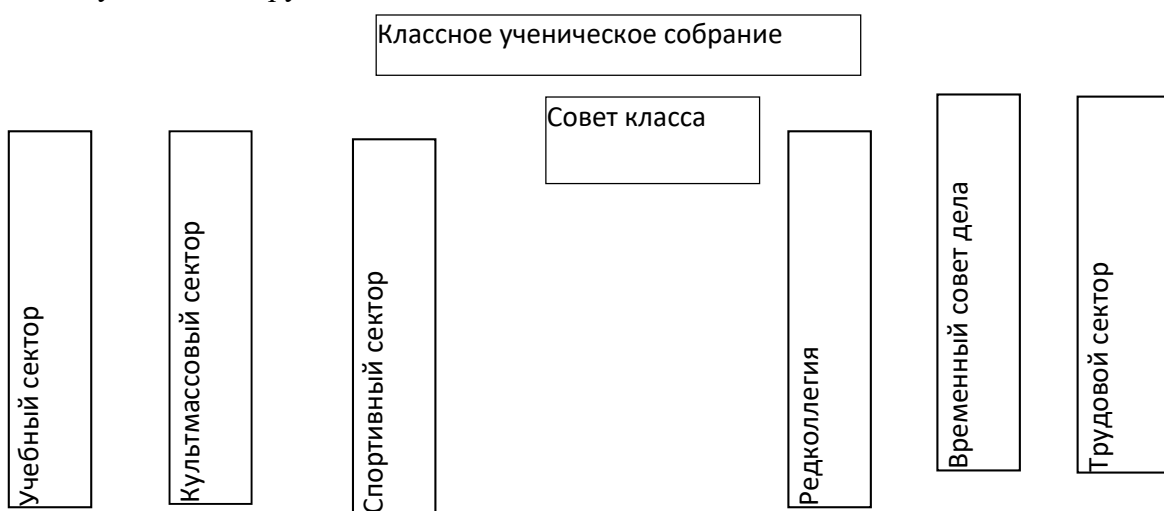 Классное ученическое собрание
Совет класса
Учебный сектор
Культмассовый сектор
Спортивный сектор
Редколлегия
Временный совет дела
Трудовой сектор